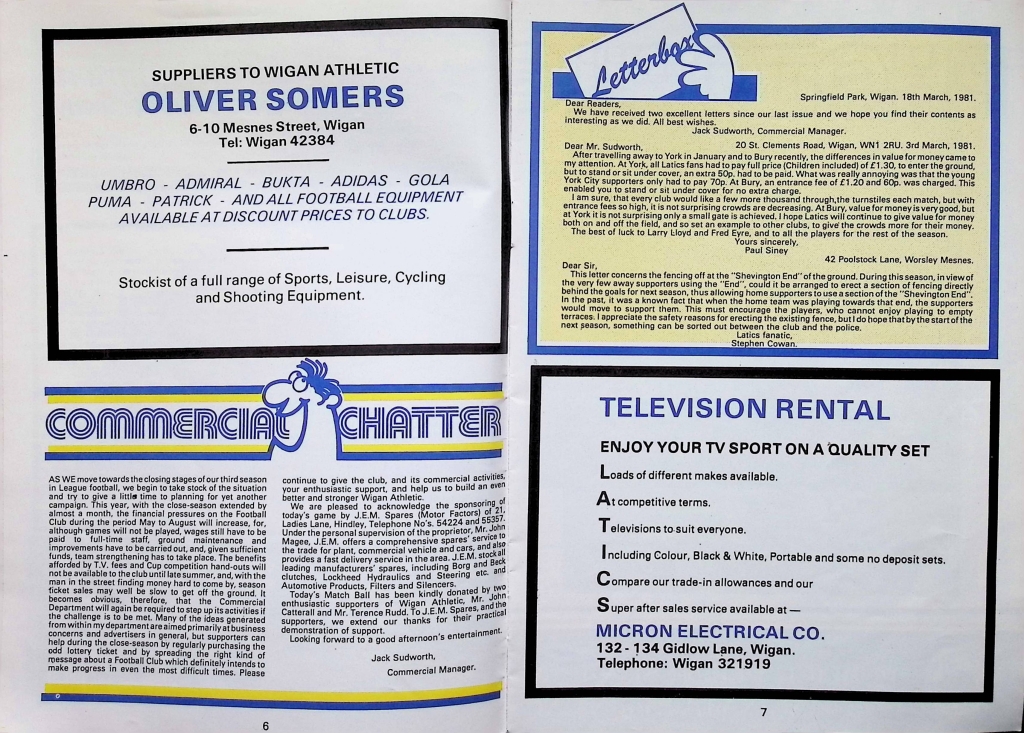 SUPPLIERS TO WIGAN ATHLETIC
OLIVER SOMERS
6-10 Mesnes Street, Wigan
Tel: Wigan 42384
UMBRO - ADMIRAL - BUKTA - ADIDAS - GOLA
PUMA - PATRICK - AND ALL FOOTBALL EQUIPMENT
AVAILABLE AT DISCOUNT PRICES TO CLUBS.
Stockist of a full range of Sports, Leisure, Cycling
and Shooting Equipment.
COMMERCIAL CHATTER
AS WE move towards the closing stages of our third season
in League football, we begin to take stock of the situation
and try to give a little time to planning for yet another
campaign. This year, with the close-season extended by
almost a month, the financial pressures on the Football
Club during the period May to August will increase, for,
although games will not be played, wages still have to be
paid to full-time staff, ground maintenance and
improvements have to be carried out, and, given sufficient
funds, team strengthening has to take place. The benefits
afforded by T.V. fees and Cup competition hand-outs will
not be available to the club until late summer, and, with the
man in the street finding money hard to come by, season
ticket sales may well be slow to get off the ground. It
becomes obvious, therefore, that the Commercial
Department will again be required to step up its activities if
the challenge is to be met. Many of the ideas generated
from within my department are aimed primarily at business
concerns and advertisers in general, but supporters can
help during the close-season by regularly purchasing the
odd lottery ticket and by spreading the right kind of
message about a Football Club which definitely intends to
make progress in even the most difficult times. Please
continue to give the club, and its commercial activities,
your enthusiastic support, and help us to build an even
better and stronger Wigan Athletic.
We are pleased to acknowledge the sponsoring of
today's game by J.E.M. Spares (Motor Factors) of 21,
Ladies Lane, Hindley, Telephone No's. 54224 and 55357.
Under the personal supervision of the proprietor, Mr. John
Magee, J.E.M. offers a comprehensive spares' service to
the trade for plant, commercial vehicle and cars, and also
provides a fast delivery service in the area. J.E.M. stock all
leading manufacturers' spares, including Borg and Beck
clutches, Lockheed Hydraulics and Steering etc. and
Automotive Products, Filters and Silencers.
Today's Match Ball has been kindly donated by two
enthusiastic supporters of Wigan Athletic, Mr. John
Catterall and Mr. Terence Rudd. To J.E.M. Spares, and the
supporters, we extend our thanks for their practical
demonstration of support.
Looking forward to a good afternoon's entertainment.
Jack Sudworth,
Commercial Manager.
6
Letterbox
Springfield Park, Wigan. 18th March, 1981.
Dear Readers,
We have received two excellent letters since our last issue and we hope you find their contents as
interesting as we did. All best wishes.
Jack Sudworth, Commercial Manager.
Dear Mr. Sudworth, 20 St. Clements Road, Wigan, WN1 2RU. 3rd March, 1981.
After travelling away to York in January and to Bury recently, the differences in value for money came to
my attention. At York, all Latics fans had to pay full price (Children included) of £1.30, to enter the ground,
but to stand or sit under cover, an extra 50p. had to be paid. What was really annoying was that the young
York City supporters only had to pay 70p. At Bury, an entrance fee of £1.20 and 60p. was charged. This
enabled you to stand or sit under cover for no extra charge.
I am sure, that every club would like a few more thousand through, the turnstiles each match, but with
entrance fees so high, it is not surprising crowds are decreasing. At Bury, value for money is very good, but
at York it is not surprising only a small gate is achieved. I hope Latics will continue to give value for money
both on and off the field, and so set an example to other clubs, to give the crowds more for their money.
The best of luck to Larry Lloyd and Fred Eyre, and to all the players for the rest of the season.
Yours sincerely,
Paul Siney
42 Poolstock Lane, Worsley Mesnes.
Dear Sir,
This letter concerns the fencing off at the "Shevington End" of the ground. During this season, in view of
the very few away supporters using the "End", could it be arranged to erect a section of fencing directly
behind the goals for next season, thus allowing home supporters to use a section of the "Shevington End".
In the past, it was a known fact that when the home team was playing towards that end, the supporters
would move to support them. This must encourage the players, who cannot enjoy playing to empty
terraces. I appreciate the safety reasons for erecting the existing fence, but I do hope that by the start of the
next season, something can be sorted out between the club and the police.
Latics fanatic,
Stephen Cowan.
TELEVISION RENTAL
ENJOY YOUR TV SPORT ON A QUALITY SET
Loads of different makes available.
At competitive terms.
Televisions to suit everyone.
Including Colour, Black & White, Portable and some no deposit sets.
Compare our trade-in allowances and our
Super after sales service available at —
MICRON ELECTRICAL CO.
132 - 134 Gidlow Lane, Wigan.
Telephone: Wigan 321919
7